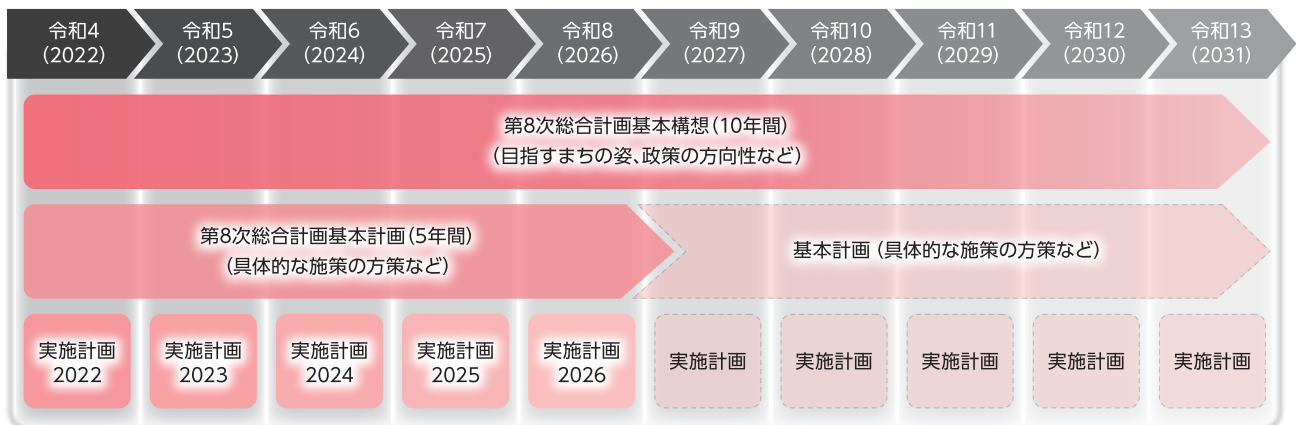 令和4
(2022)
令和5
(2023)
令和6
(2024)
令和7
(2025)
令和8
(2026)
令和9
(2027)
令和10
(2028)
令和11
(2029)
令和12
(2030)
令和13
(2031)
第8次総合計画基本構想(10年間)
(目指すまちの姿、政策の方向性など)
第8次総合計画基本計画(5年間)
(具体的な施策の方策など)
基本計画 (具体的な施策の方策など)
実施計画
2022
実施計画
2023
実施計画
2024
実施計画
2025
実施計画
2026
実施計画
実施計画
実施計画
実施計画
実施計画